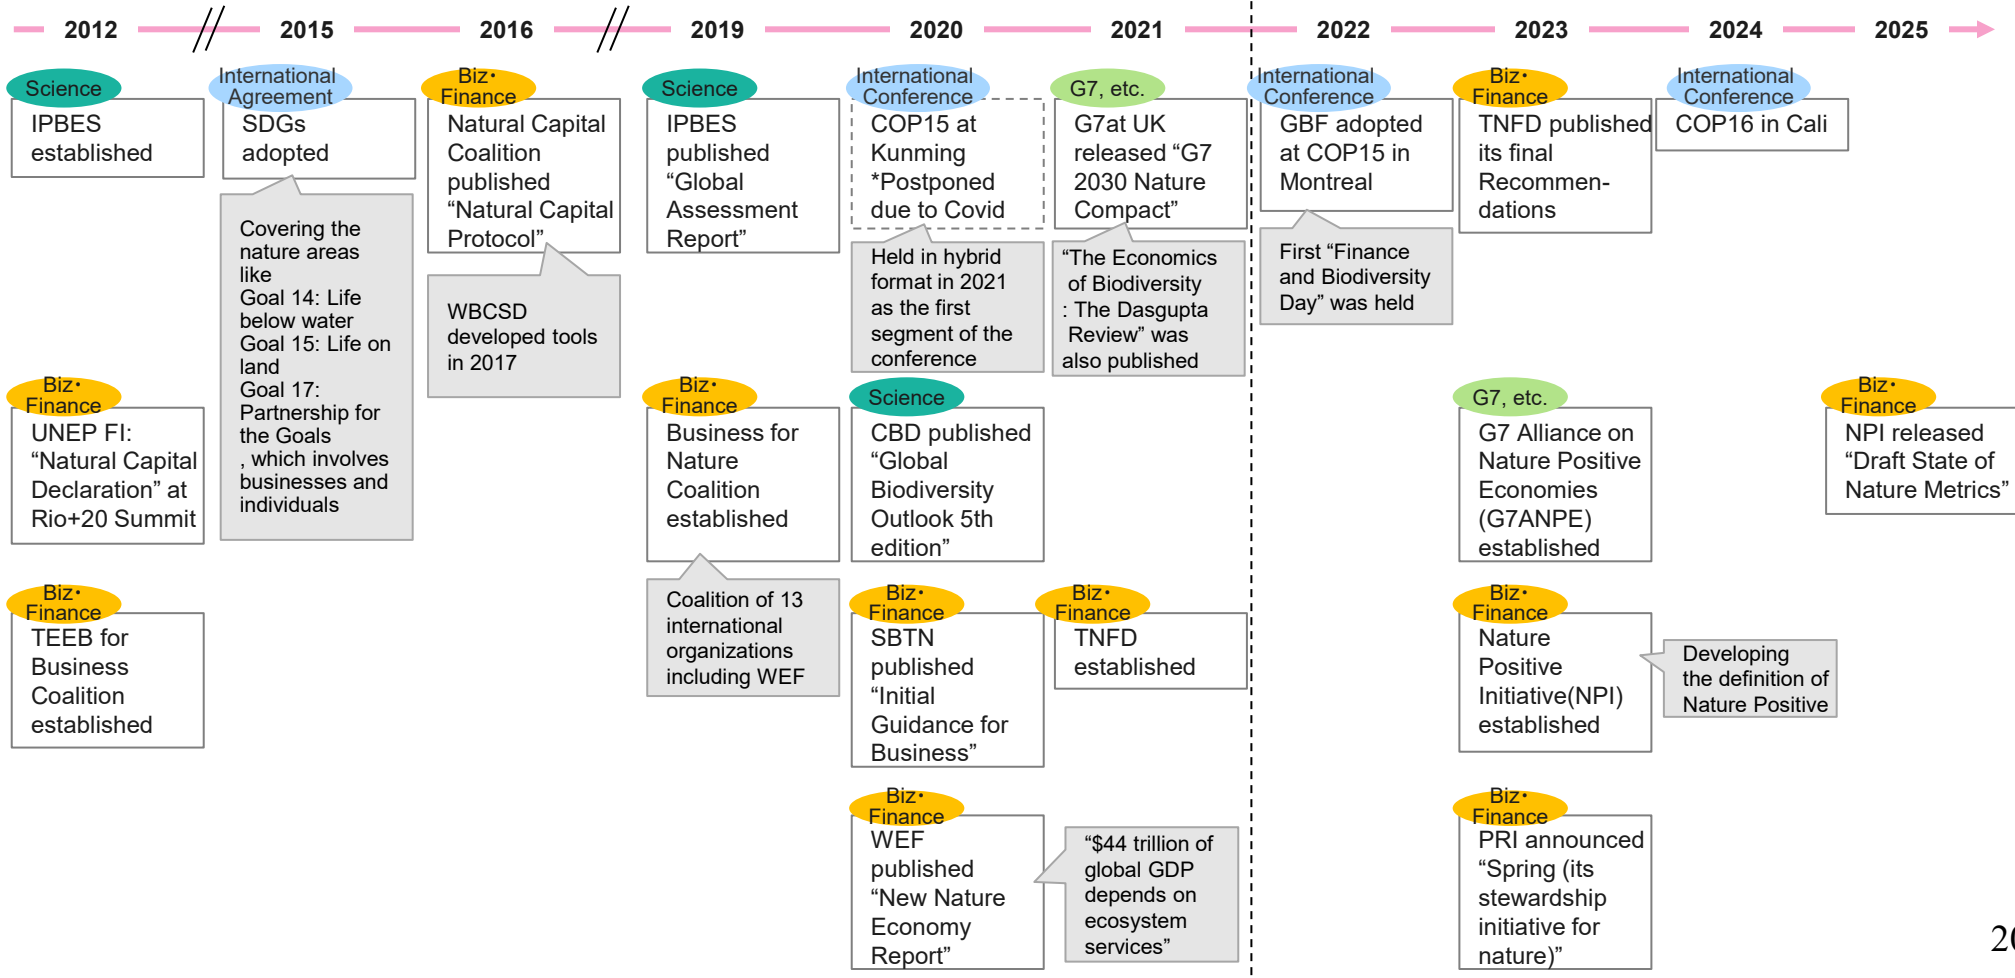 2012
2015
2016
2019
2020
2021
2022
2023
2024
2025
Science
IPBES
established
International
Agreement
SDGs
adopted
Covering the
nature areas
like
Goal 14: Life
below water
Goal 15: Life on
land
Goal 17:
Partnership for
the Goals
, which involves
businesses and
individuals
Biz・
Finance
Natural Capital
Coalition
published
“Natural Capital
Protocol”
WBCSD
developed tools
in 2017
Science
IPBES
published
“Global
Assessment
Report”
International
Conference
COP15 at
Kunming
*Postponed
due to Covid
Held in hybrid
format in 2021
as the first
segment of the
conference
G7, etc.
G7at UK
released “G7
2030 Nature
Compact”
“The Economics
of Biodiversity
: The Dasgupta
Review” was
also published
International
Conference
GBF adopted
at COP15 in
Montreal
First “Finance
and Biodiversity
Day” was held
Biz・
Finance
TNFD published
its final
Recommen-
dations
International
Conference
COP16 in Cali
Biz・
Finance
UNEP FI:
“Natural Capital
Declaration” at
Rio+20 Summit
Biz・
Finance
Business for
Nature
Coalition
established
Coalition of 13
international
organizations
including WEF
Science
CBD published
“Global
Biodiversity
Outlook 5th
edition”
G7, etc.
G7 Alliance on
Nature Positive
Economies
(G7ANPE)
established
Biz・
Finance
NPI released
“Draft State of
Nature Metrics”
Biz・
Finance
TEEB for
Business
Coalition
established
Biz・
Finance
SBTN
published
“Initial
Guidance for
Business”
Biz・
Finance
TNFD
established
Biz・
Finance
Nature
Positive
Initiative(NPI)
established
Developing
the definition of
Nature Positive
Biz・
Finance
WEF
published
“New Nature
Economy
Report”
“$44 trillion of
global GDP
depends on
ecosystem
services”
Biz・
Finance
PRI announced
“Spring (its
stewardship
initiative for
nature)”